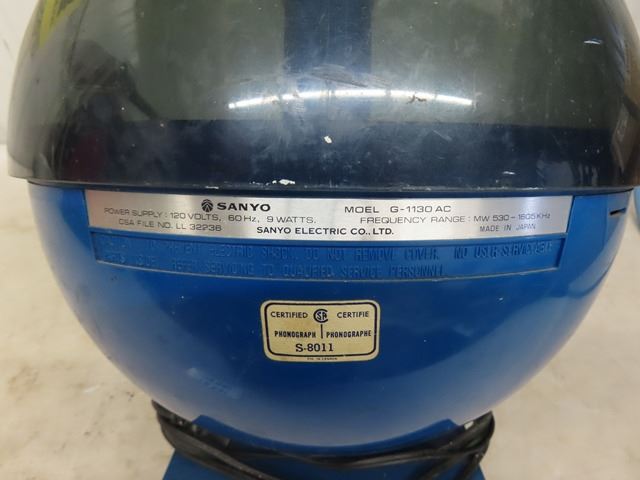 SANYO MOEL G-1130 AC
POWER SUPPLY : 120 VOLTS, 60 Hz, 9 WATTS. FREQUENCY RANGE : MW 530 - 1605 KHz
CSA FILE NO. LL 32236 SANYO ELECTRIC CO., LTD. MADE IN JAPAN
ELECTRIC SHOCK, DO NOT REMOVE COVER. NO USER-SERVICEABLE
SERVICING TO QUALIFIED SERVICE PERSONNEL
CERTIFIED CERTIFIE
PHONOGRAPH PHONOGRAPHE
S-8011